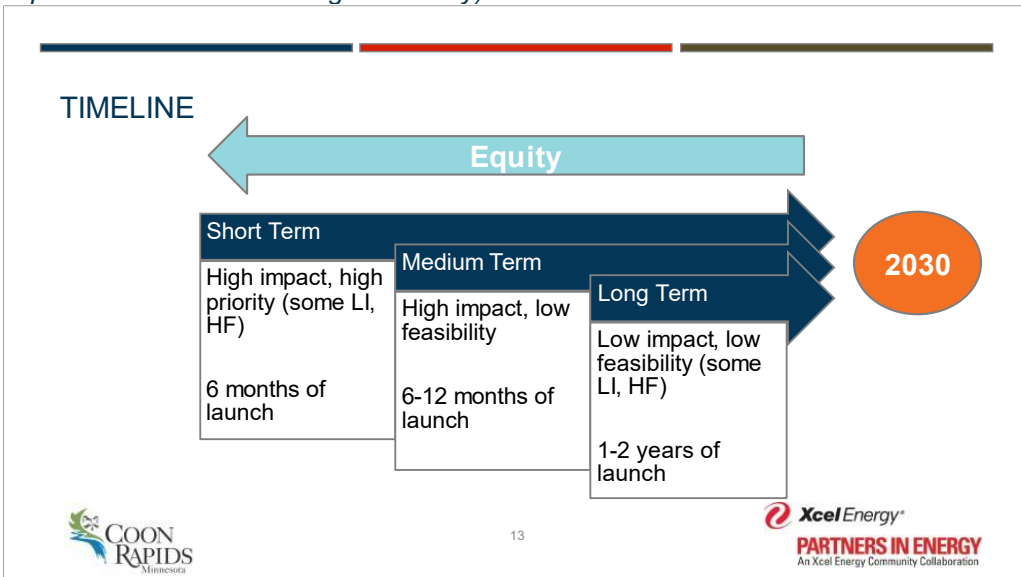 TIMELINE
Equity
Short Term
High impact, high
priority (some LI,
HF)
6 months of
launch
Medium Term
High impact, low
feasibility
6-12 months of
launch
Long Term
Low impact, low
feasibility (some
LI, HF)
1-2 years of
launch
2030
COON
RAPIDS
Minnesota
13
Xcel Energy®
PARTNERS IN ENERGY
An Xcel Energy Community Collaboration